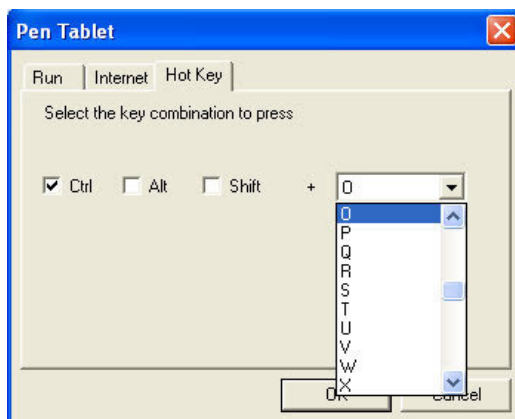 Pen Tablet
Run Internet Hot Key
Select the key combination to press
Ctrl Alt Shift + O
O
P
Q
R
S
T
U
V
W
X
OK Cancel